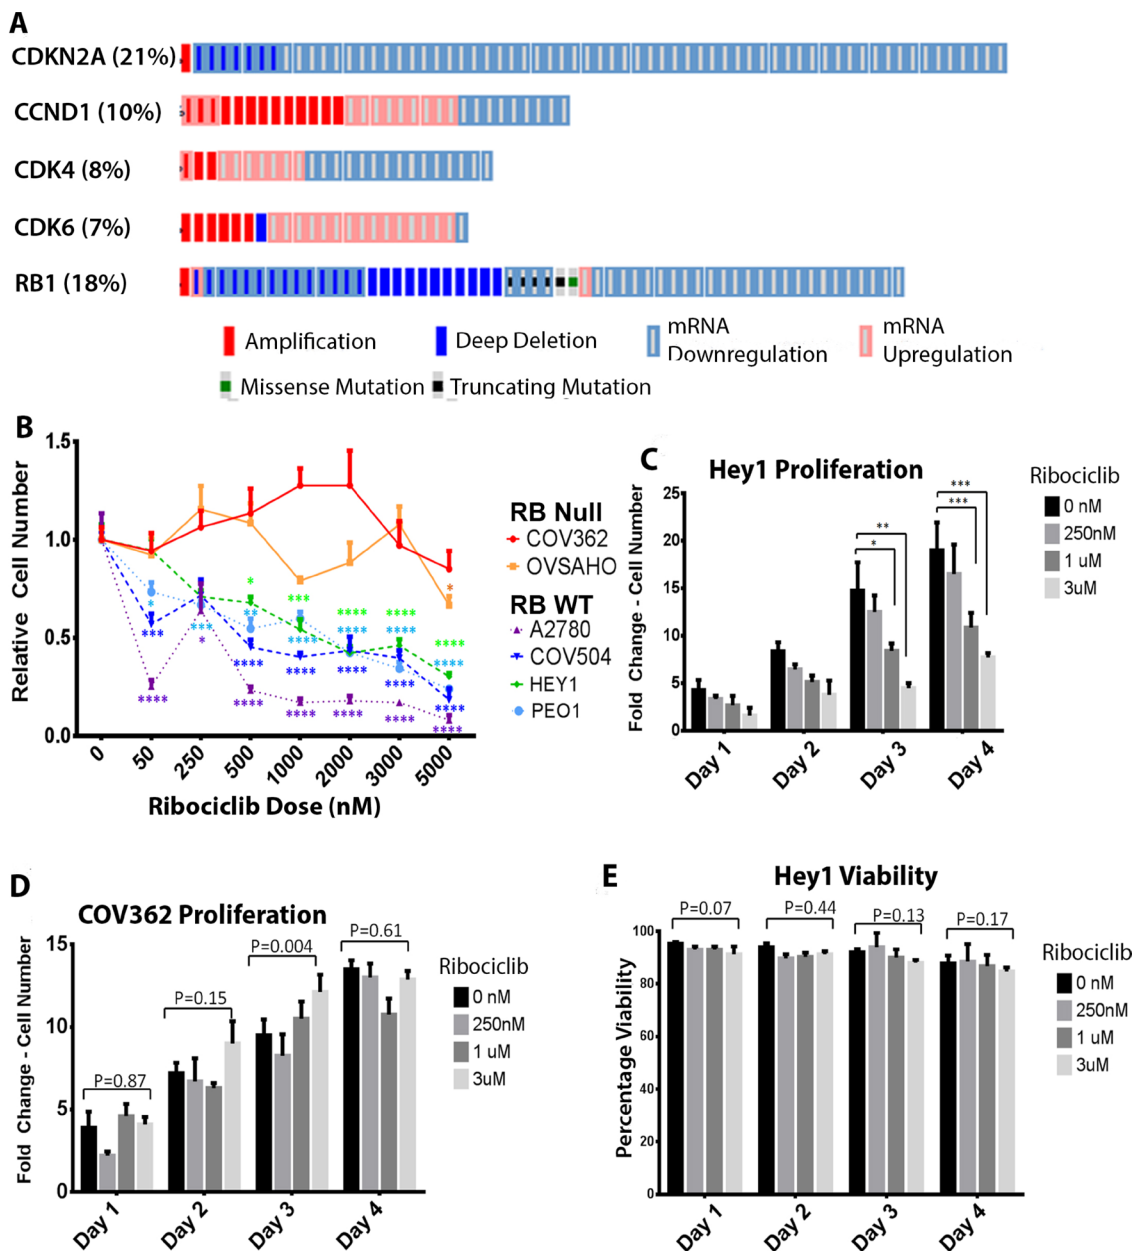 A
CDKN2A (21%)
CCND1 (10%)
CDK4 (8%)
CDK6 (7%)
RB1 (18%)
Amplification
Deep Deletion
mRNA
Downregulation
mRNA
Upregulation
Missense Mutation
Truncating Mutation
B
1.5
1.0
0.5
0.0
Relative Cell Number
*
***
****
***
*
*
**
****
****
***
****
****
****
****
****
****
****
****
****
****
*
****
****
****
****
0
50
250
500
1000
2000
3000
5000
Ribociclib Dose (nM)
RB Null
COV362
OVSAHO
RB WT
A2780
COV504
HEY1
PEO1
C
Hey1 Proliferation
25
20
15
10
5
0
Fold Change - Cell Number
**
*
***
***
Day 1
Day 2
Day 3
Day 4
Ribociclib
0 nM
250nM
1 uM
3uM
D
COV362 Proliferation
15
10
5
0
Fold Change - Cell Number
P=0.87
P=0.15
P=0.004
P=0.61
Day 1
Day 2
Day 3
Day 4
Ribociclib
0 nM
250nM
1 uM
3uM
E
Hey1 Viability
100
80
60
40
20
0
Percentage Viability
P=0.07
P=0.44
P=0.13
P=0.17
Day 1
Day 2
Day 3
Day 4
Ribociclib
0 nM
250nM
1 uM
3uM